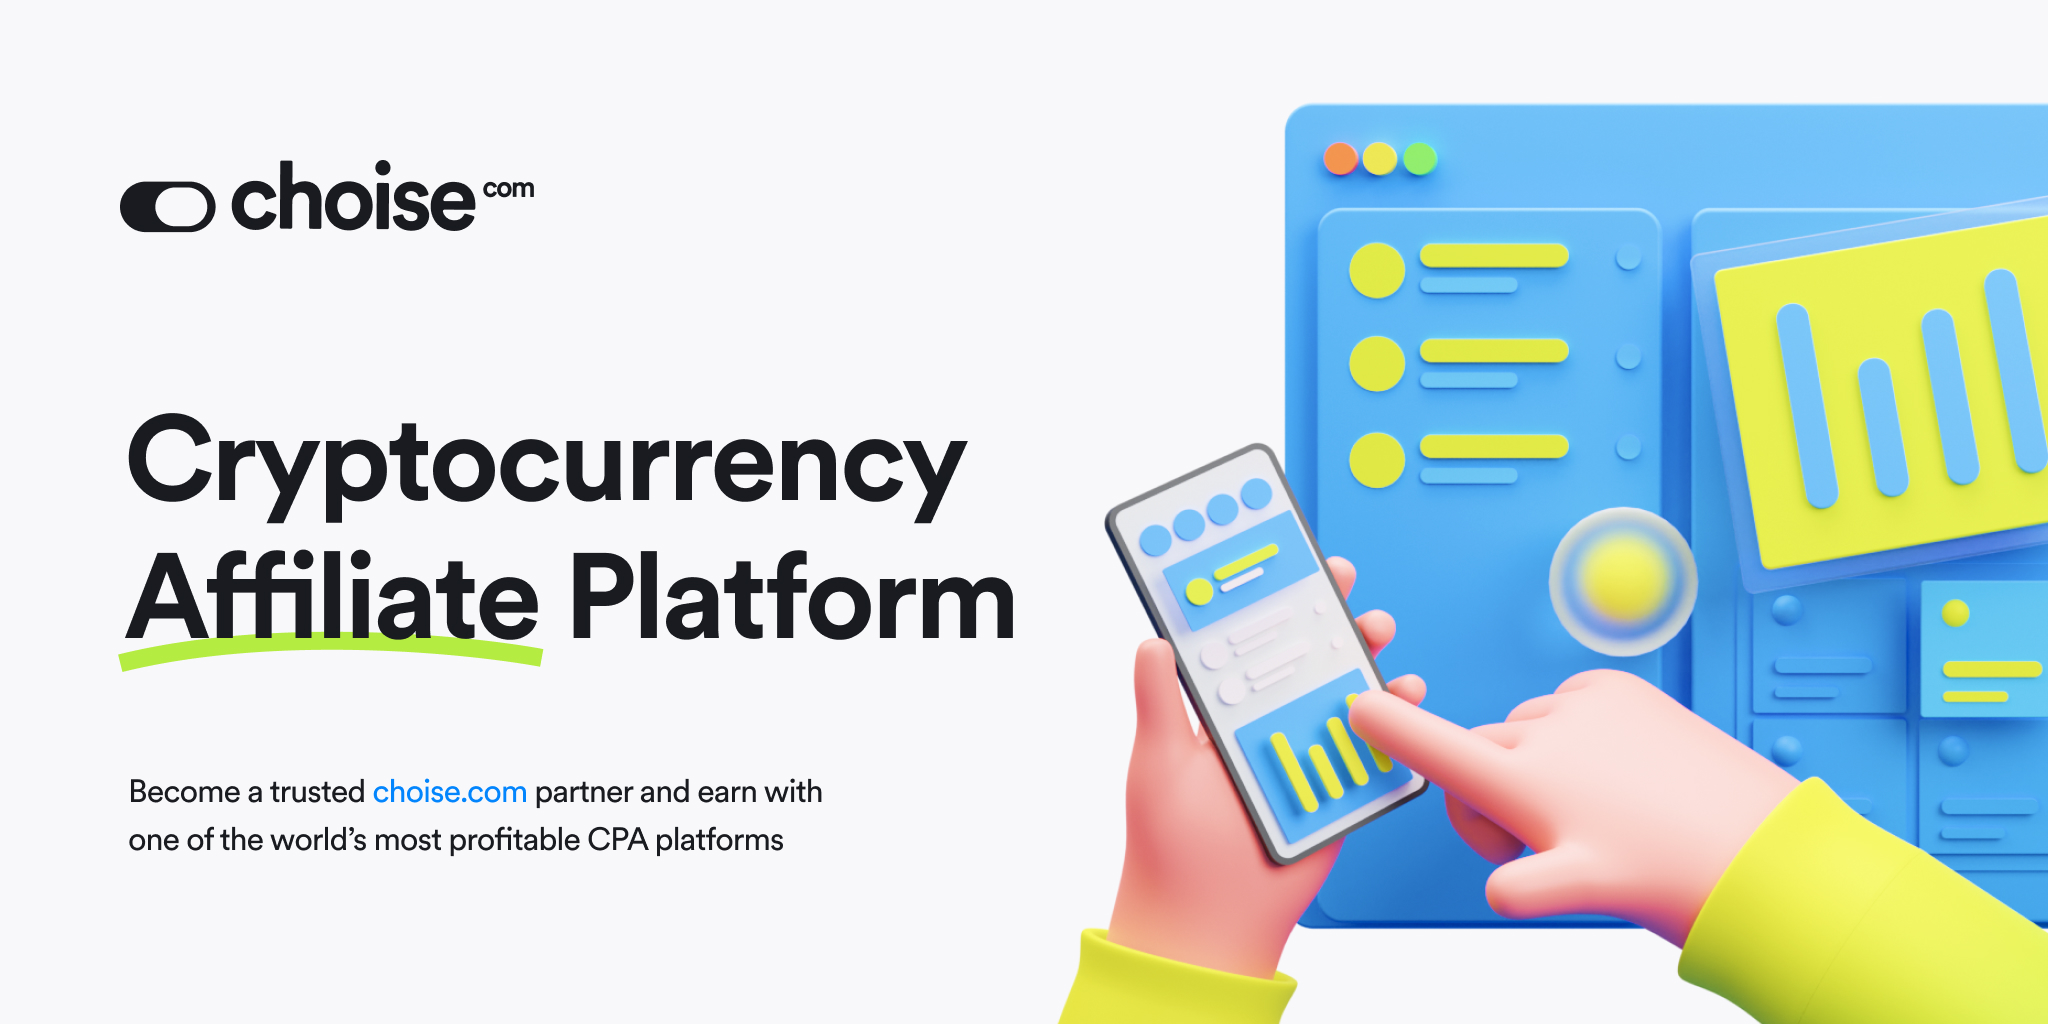 choise com
Cryptocurrency
Affiliate Platform
Become a trusted choise.com partner and earn with
one of the world’s most profitable CPA platforms